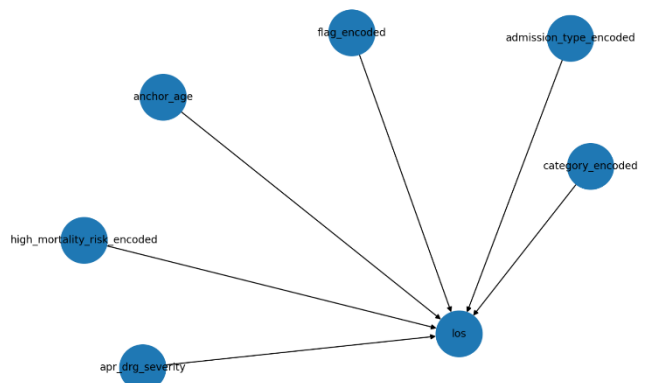 flag_encoded
admission_type_encoded
anchor_age
category_encoded
high_mortality_risk_encoded
los
apr_drg_severity